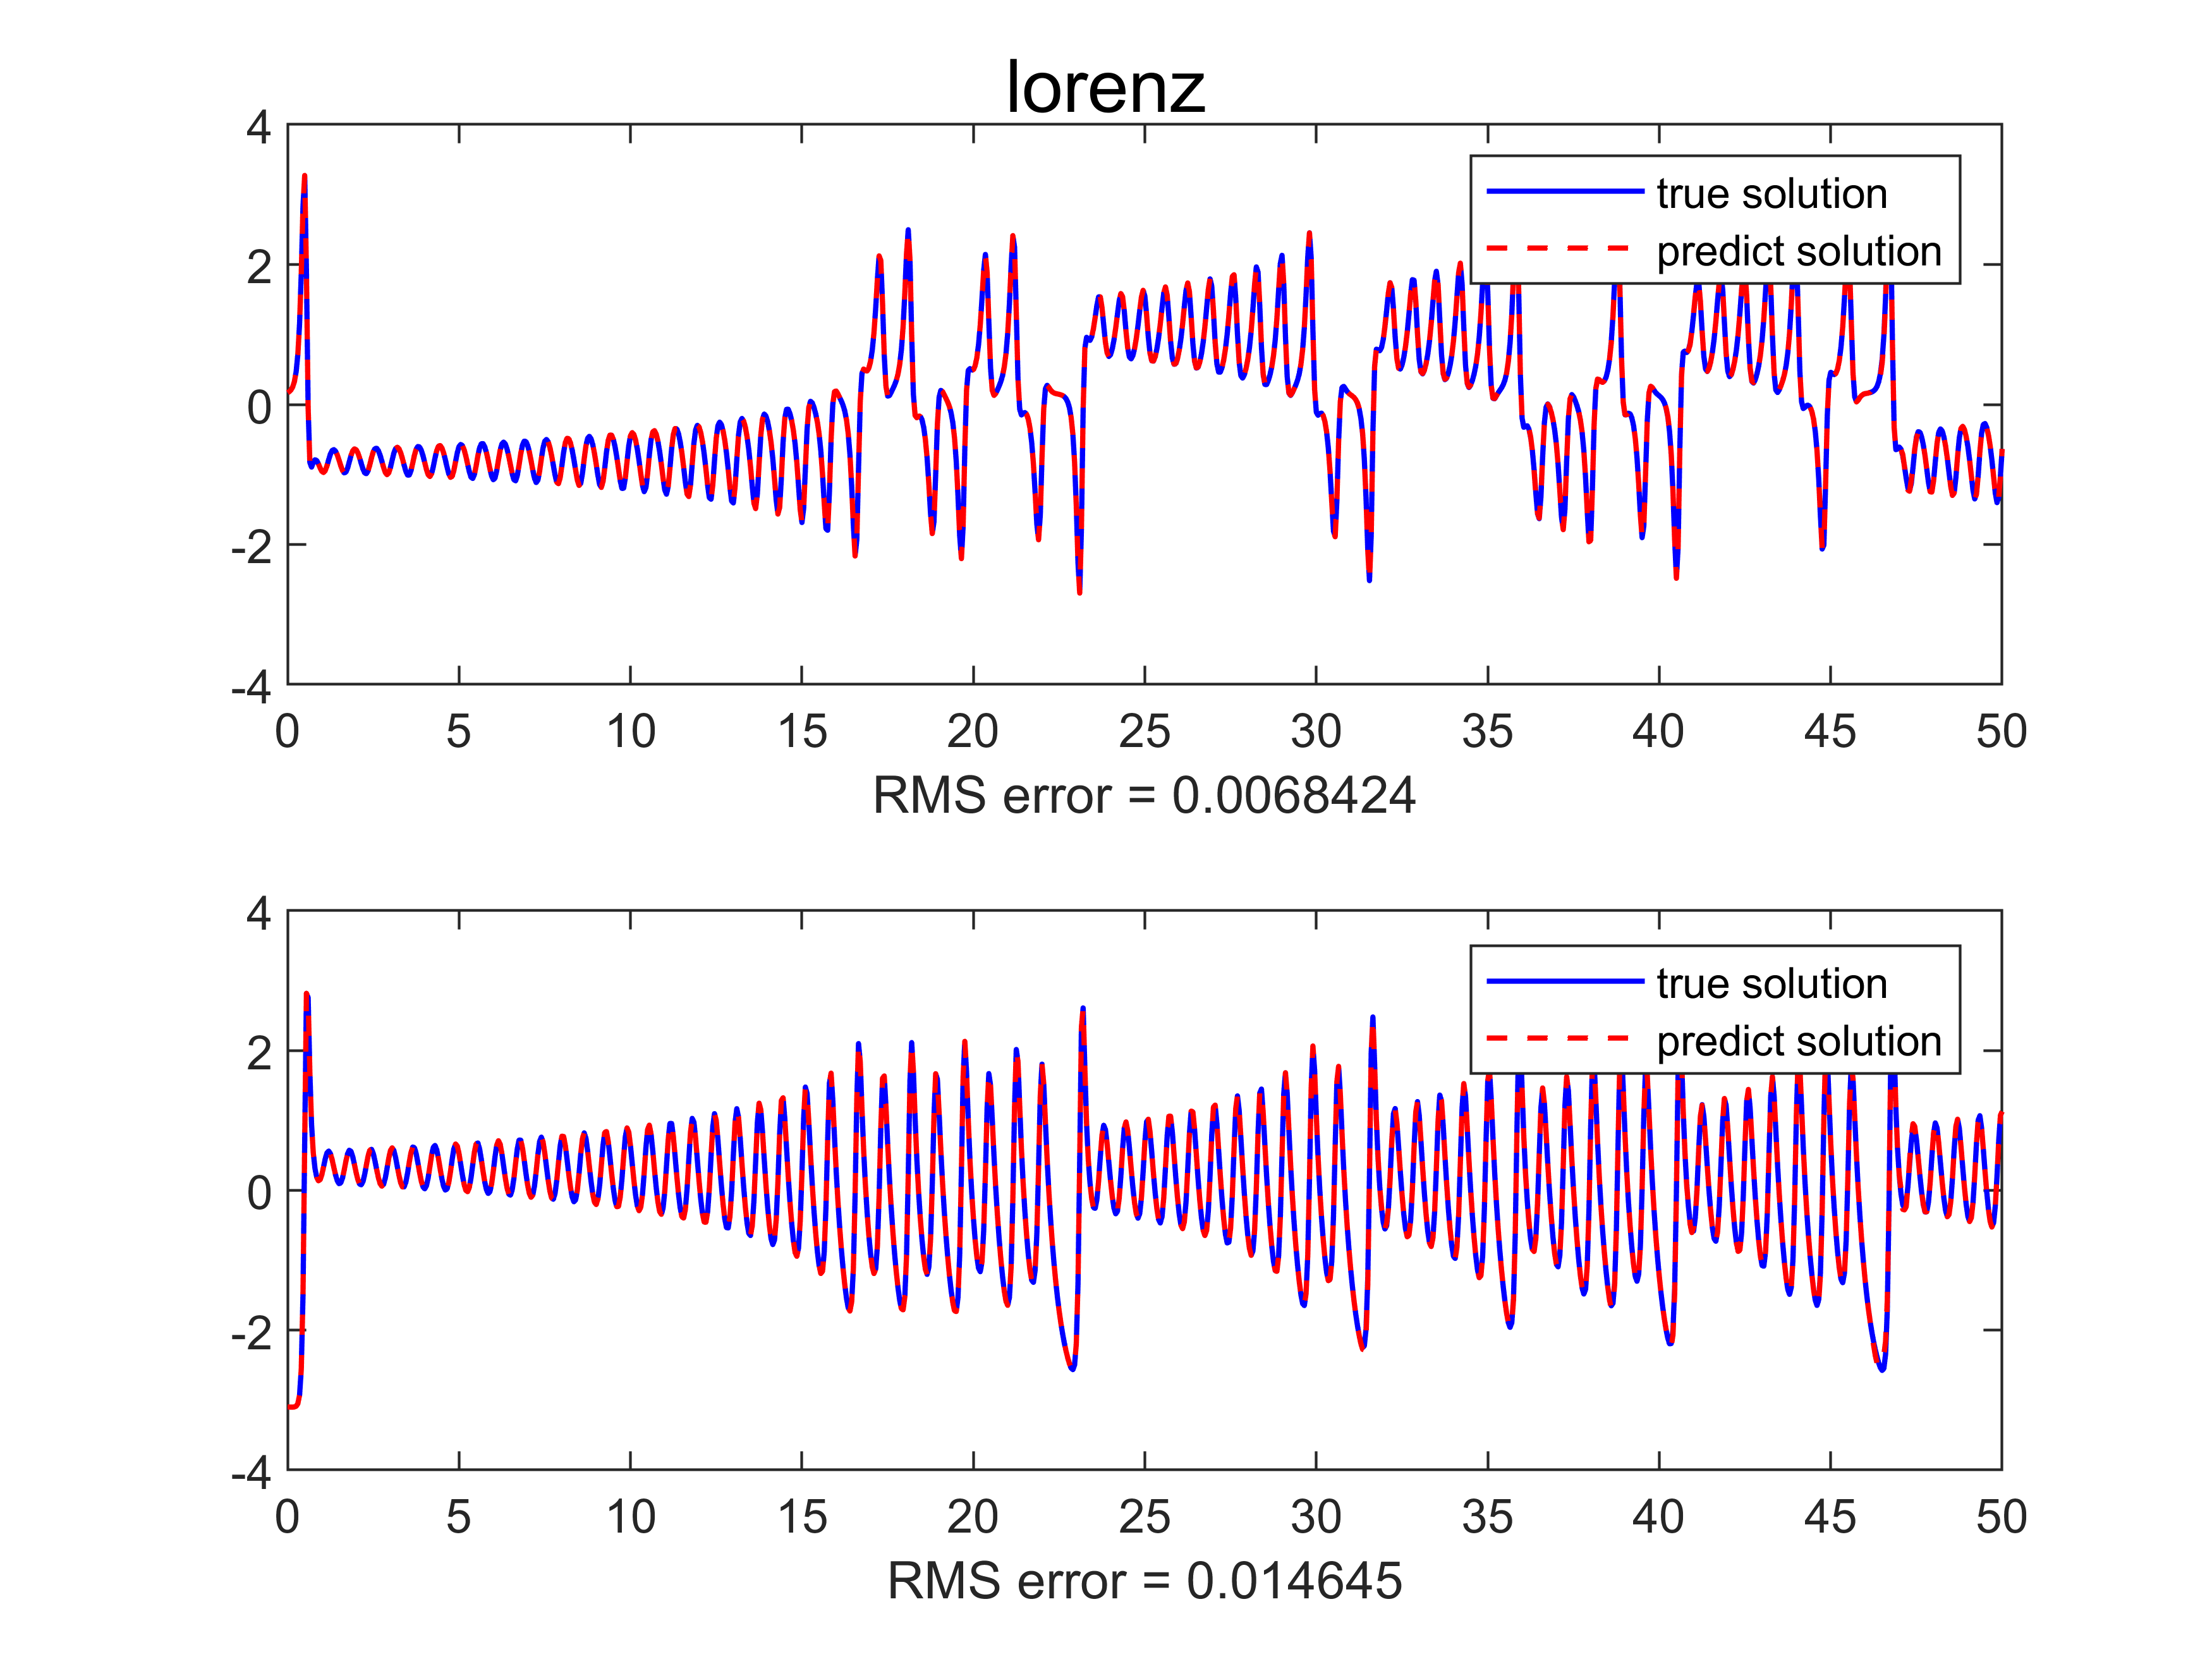 lorenz
4
2
0
-2
-4
true solution
predict solution
0 5 10 15 20 25 30 35 40 45 50
RMS error = 0.0068424
4
2
0
-2
-4
true solution
predict solution
0 5 10 15 20 25 30 35 40 45 50
RMS error = 0.014645